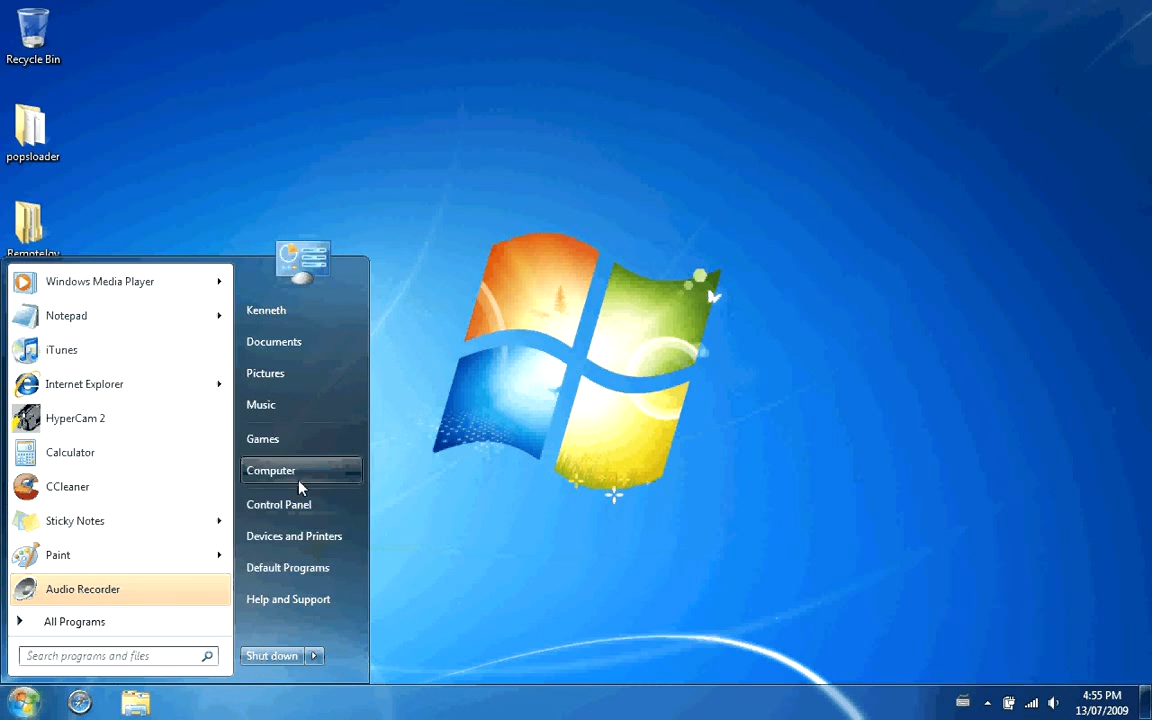 Recycle Bin
popsloader
RemoteJoy
Windows Media Player
Notepad
iTunes
Internet Explorer
HyperCam 2
Calculator
CCleaner
Sticky Notes
Paint
Audio Recorder
All Programs
Search programs and files
Kenneth
Documents
Pictures
Music
Games
Computer
Control Panel
Devices and Printers
Default Programs
Help and Support
Shut down
4:55 PM
13/07/2009